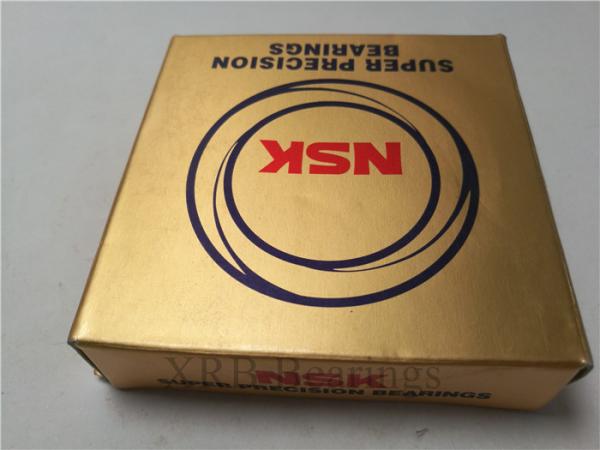 SUPER PRECISION
BEARINGS
NSK
XRB Bearings
NSK
SUPER PRECISION BEARINGS